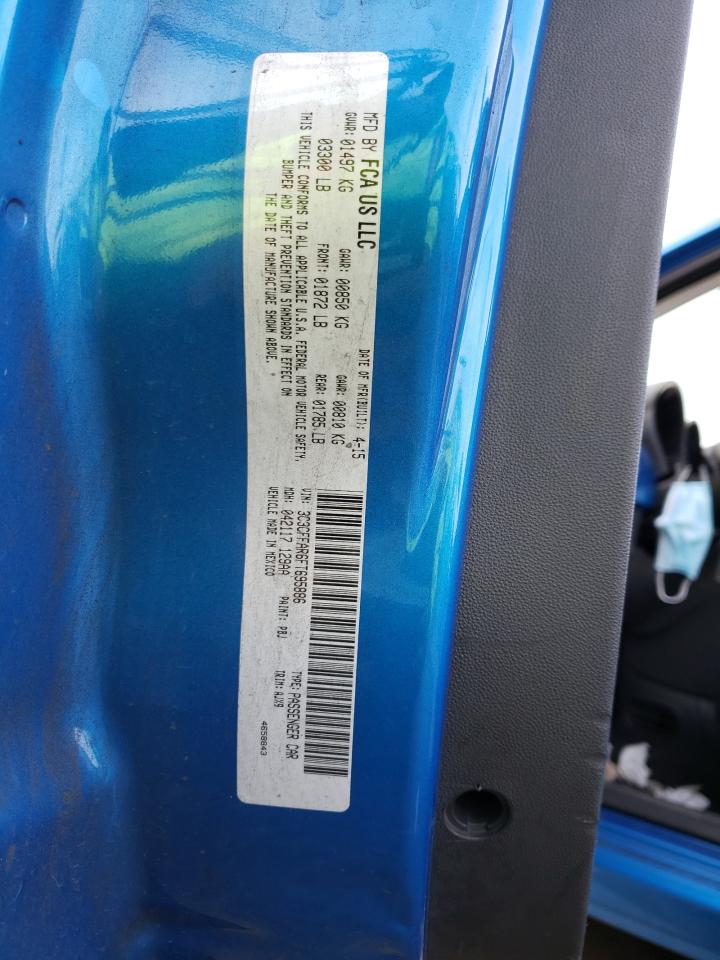 MFD BY FCA US LLC
DATE OF MFR(BUILT): 4-15
GVWR: 01497 KG GAWR: 00850 KG GAWR: 00810 KG
03300 LB FRONT: 01872 LB REAR: 01785 LB
THIS VEHICLE CONFORMS TO ALL APPLICABLE U.S.A. FEDERAL MOTOR VEHICLE SAFETY,
BUMPER AND THEFT PREVENTION STANDARDS IN EFFECT ON
THE DATE OF MANUFACTURE SHOWN ABOVE.
VIN: 3C3CFFAR6FT695886 TYPE: PASSENGER CAR
MDH: 042117 129AA PAINT: PBJ TRIM: AJX9
VEHICLE MADE IN MEXICO
4658843